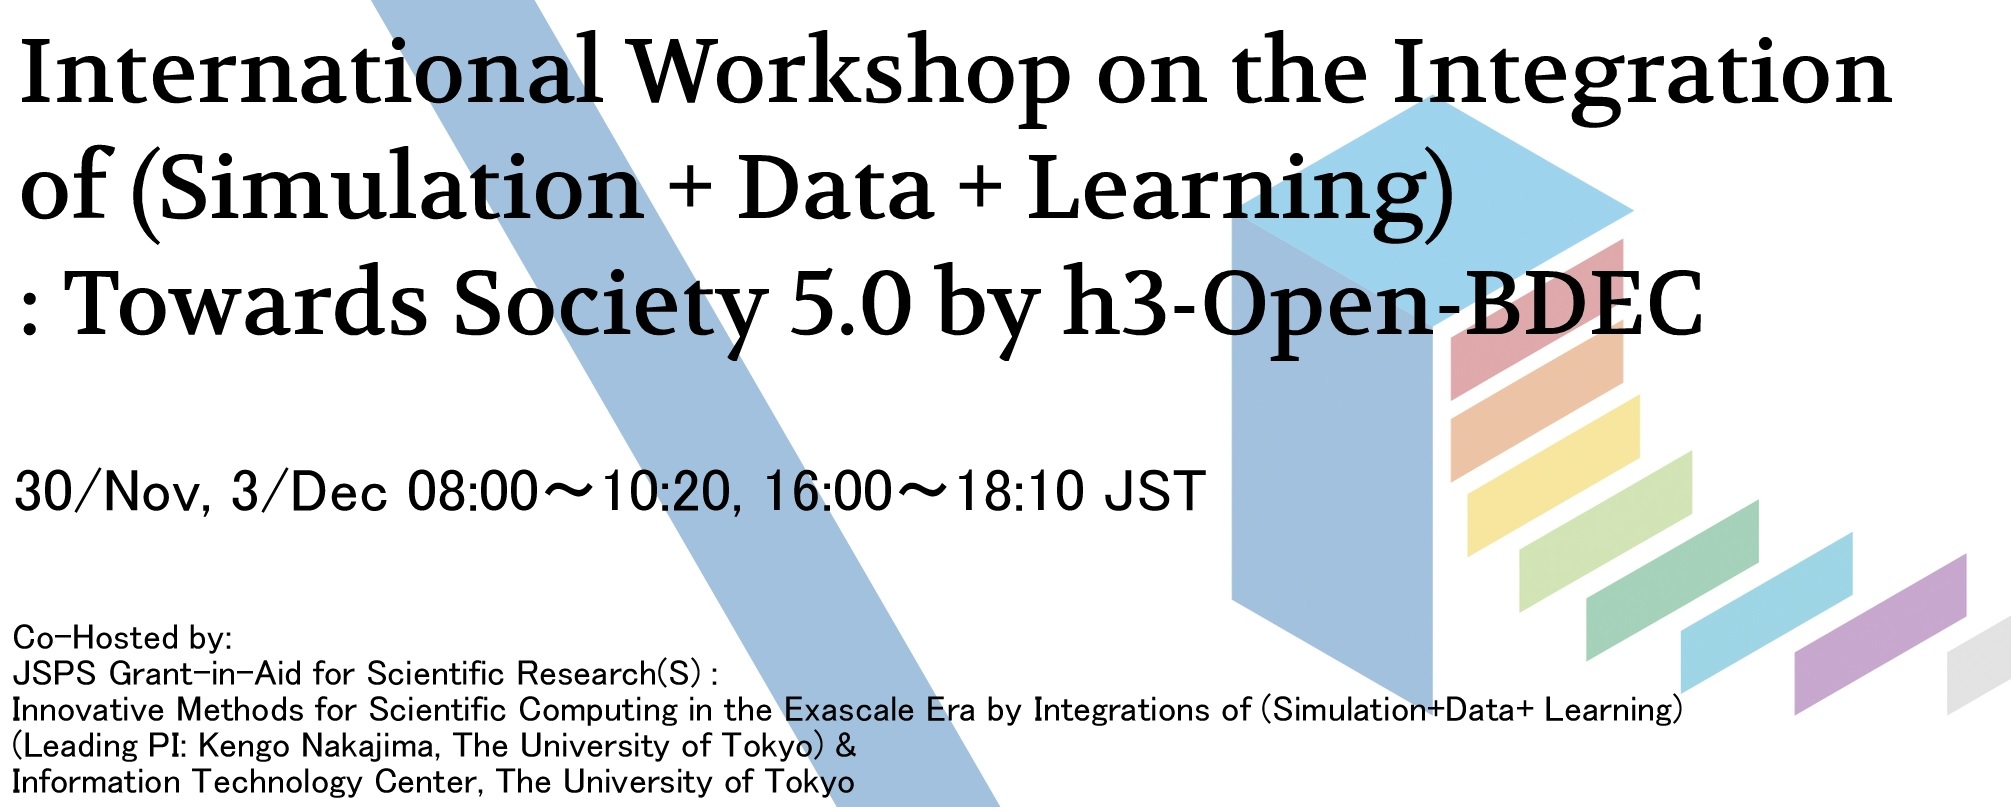 International Workshop on the Integration
of (Simulation + Data + Learning)
: Towards Society 5.0 by h3-Open-BDEC
30/Nov, 3/Dec 08:00～10:20, 16:00～18:10 JST
Co-Hosted by:
JSPS Grant-in-Aid for Scientific Research(S) :
Innovative Methods for Scientific Computing in the Exascale Era by Integrations of (Simulation+Data+ Learning)
(Leading PI: Kengo Nakajima, The University of Tokyo) &
Information Technology Center, The University of Tokyo